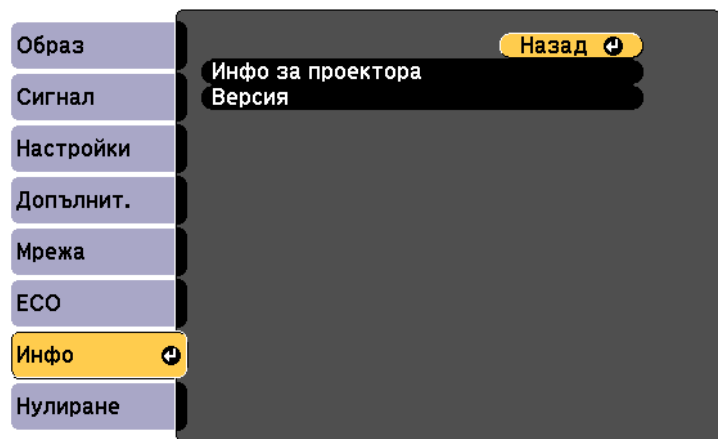 Образ
Сигнал
Настройки
Допълнит.
Мрежа
ECO
Инфо
Нулиране
Назад
Инфо за проектора
Версия